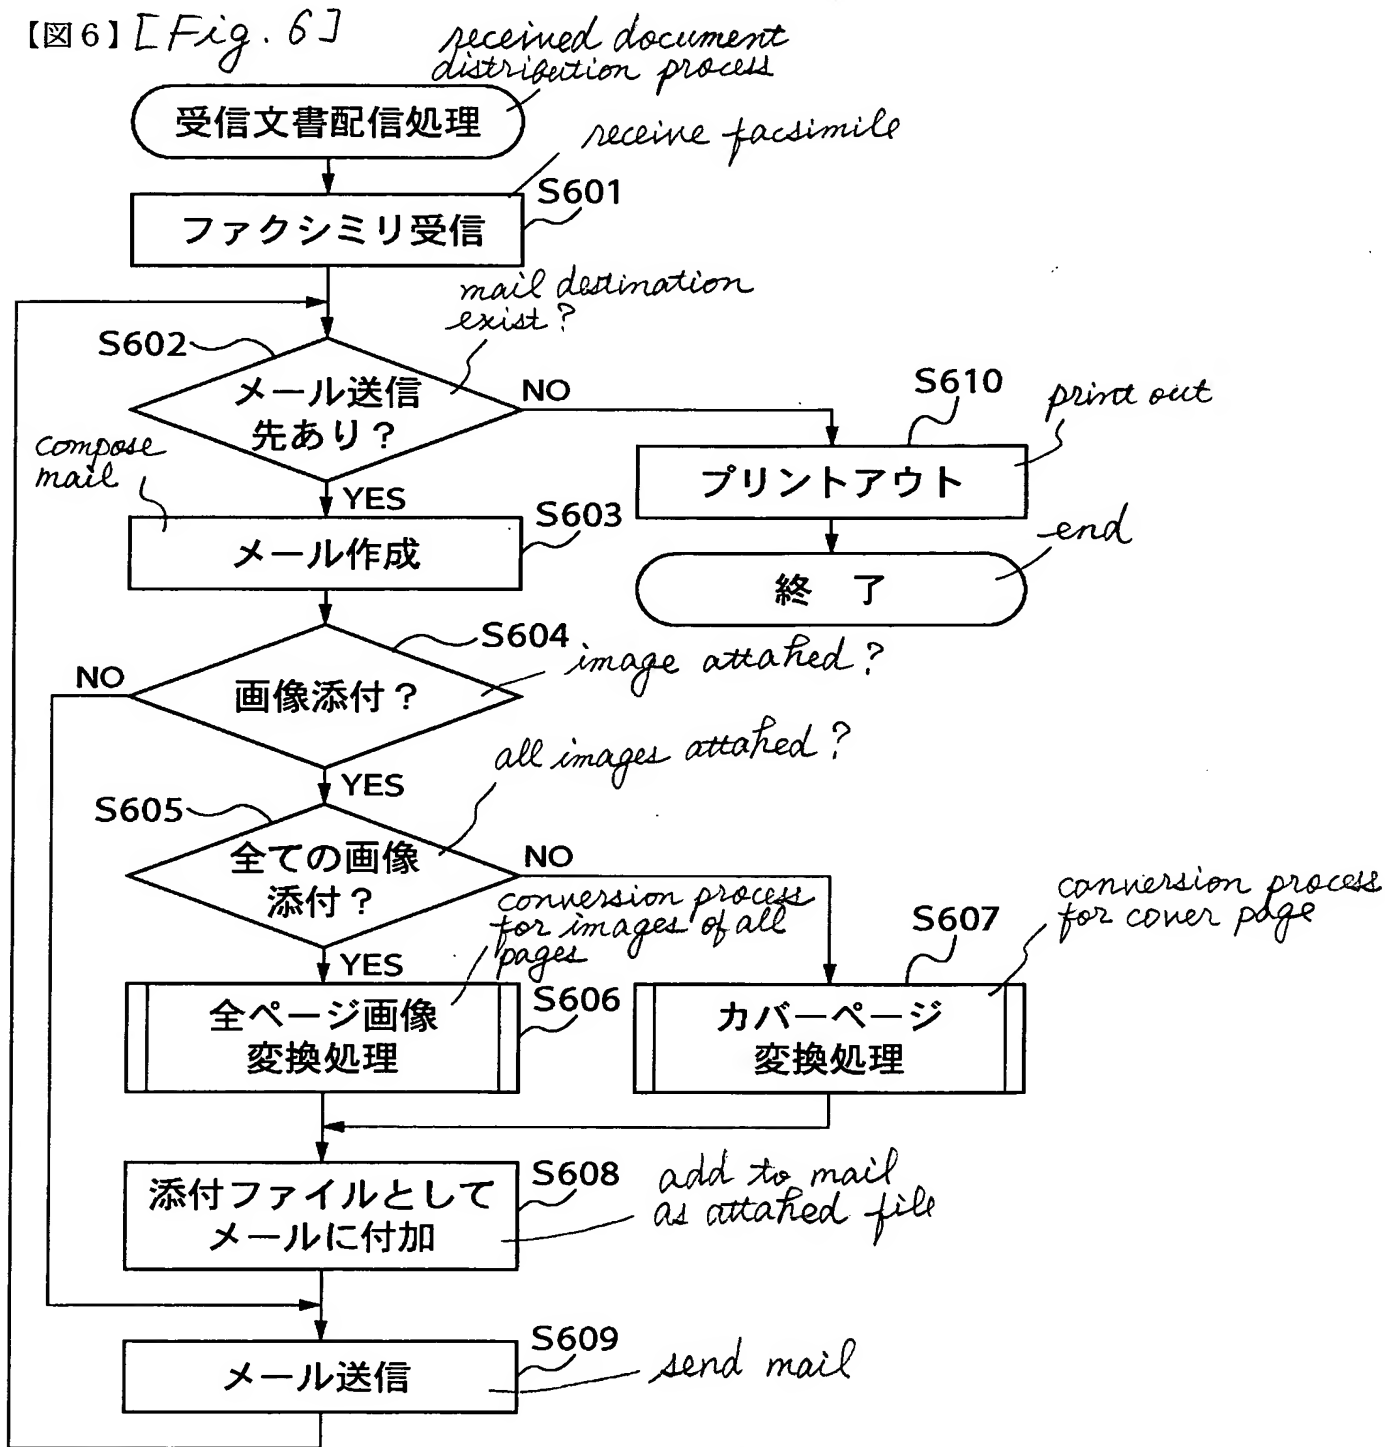 【図6】[Fig. 6]
received document
distribution process
受信文書配信処理
receive facsimile
S601
ファクシミリ受信
mail destination
exist?
S602
メール送信
先あり?
NO
S610
print out
プリントアウト
compose
mail
YES
S603
メール作成
end
終 了
S604
image attahed?
NO
画像添付?
all images attahed?
YES
S605
全ての画像
添付?
NO
conversion process
for images of all
pages
conversion process
for cover page
S607
YES
S606
全ページ画像
変換処理
カバーページ
変換処理
S608
添付ファイルとして
メールに付加
add to mail
as attahed file
S609
メール送信
send mail